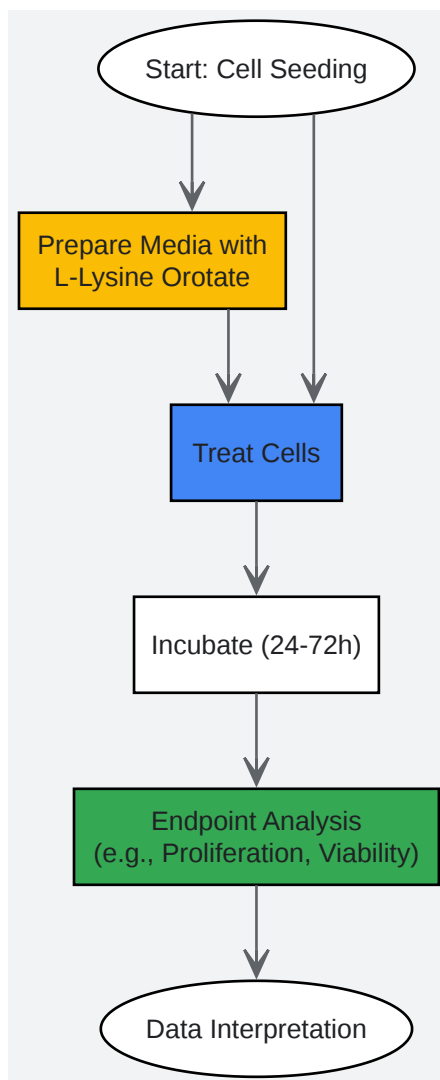 Start: Cell Seeding
Prepare Media with
L-Lysine Orotate
Treat Cells
Incubate (24-72h)
Endpoint Analysis
(e.g., Proliferation, Viability)
Data Interpretation